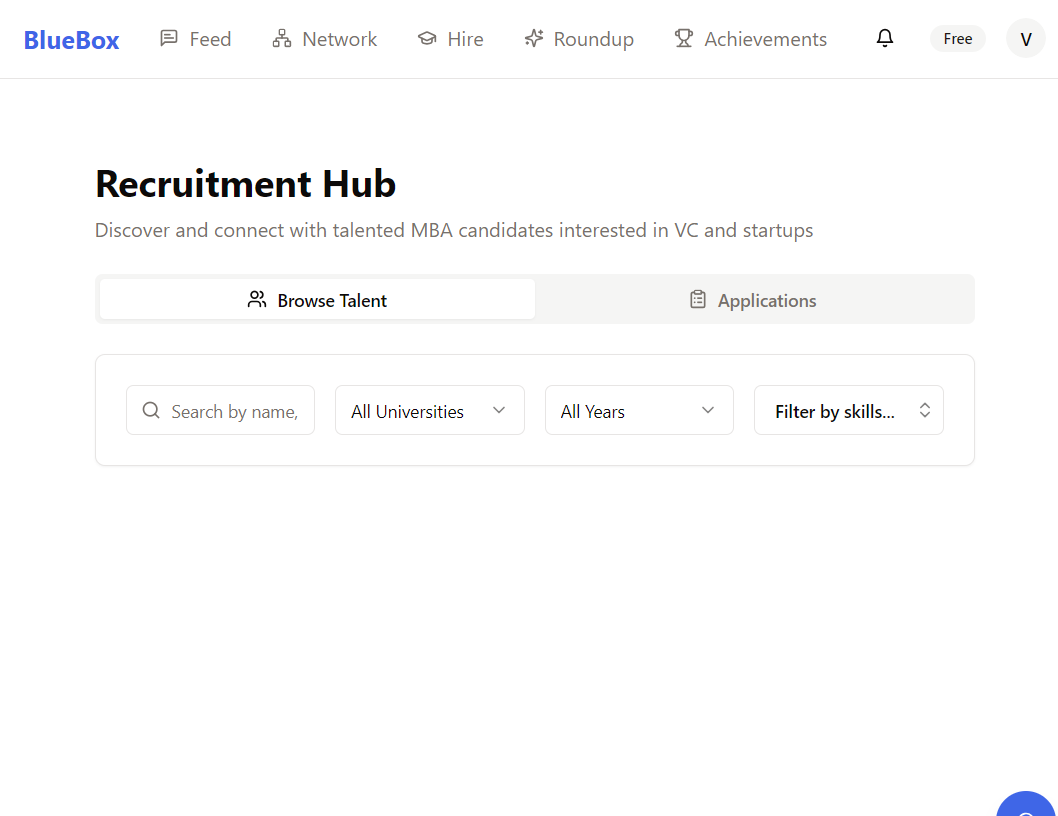 BlueBox Feed Network Hire Roundup Achievements Free V
Recruitment Hub
Discover and connect with talented MBA candidates interested in VC and startups
Browse Talent Applications
Search by name, All Universities All Years Filter by skills...